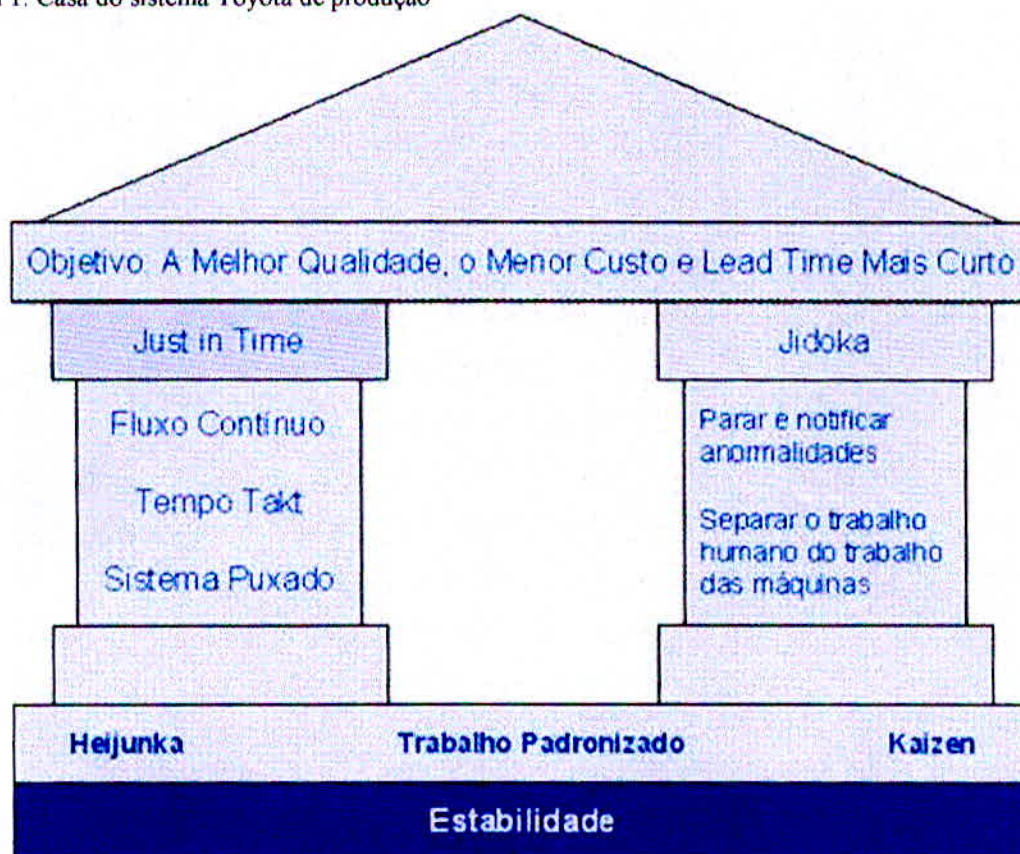 1. Casa do sistema Toyota de produção
Objetivo: A Melhor Qualidade, o Menor Custo e Lead Time Mais Curto
Just in Time
Fluxo Contínuo
Tempo Takt
Sistema Puxado
Jidoka
Parar e notificar
anormalidades
Separar o trabalho
humano do trabalho
das máquinas
Heijunka
Trabalho Padronizado
Kaizen
Estabilidade